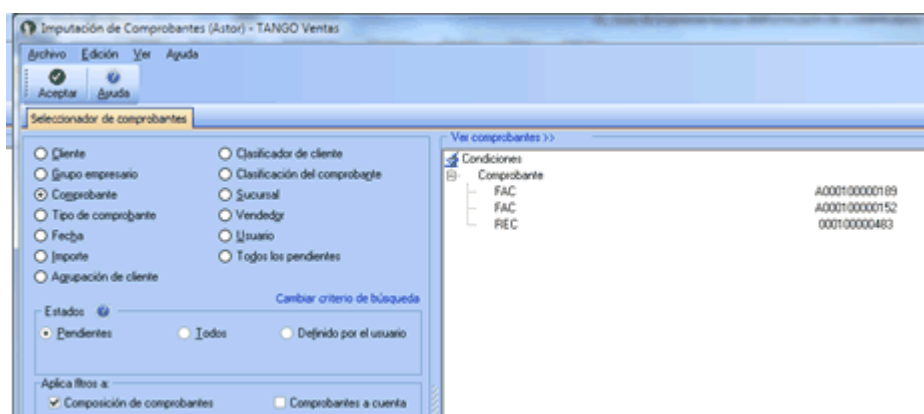 Imputación de Comprobantes (Astor) - TANGO Ventas
Archivo Edición Ver Ayuda
Aceptar Ayuda
Seleccionador de comprobantes
Ver comprobantes >>
Cliente Clasificador de cliente
Grupo empresario Clasificación del comprobante
Comprobante Sucursal
Tipo de comprobante Vendedor
Fecha Usuario
Importe Todos los pendientes
Agrupación de cliente
Cambiar criterio de búsqueda
Estados
Pendientes Todos Definido por el usuario
Aplica filtros a:
Composición de comprobantes Comprobantes a cuenta
Condiciones
Comprobante
FAC A000100000189
FAC A000100000152
REC 000100000483